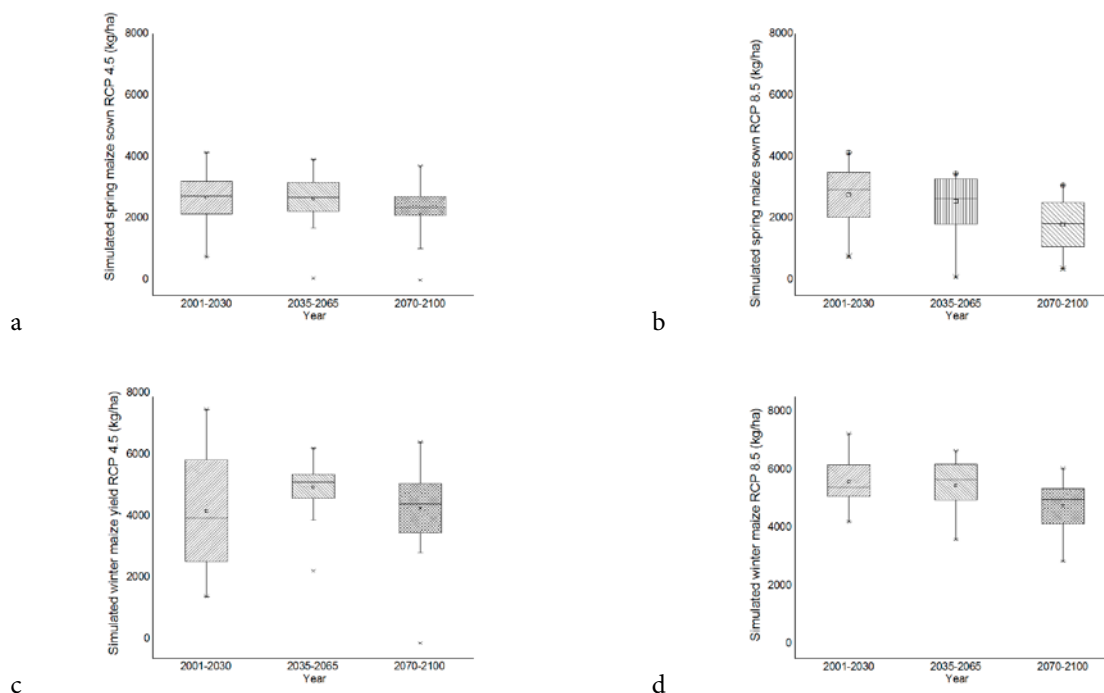 Simulated spring maize sown RCP 4.5 (kg/ha)
8000
6000
4000
2000
0
2001-2030 2035-2065 2070-2100
Year
a
Simulated spring maize sown RCP 8.5 (kg/ha)
8000
6000
4000
2000
0
2001-2030 2035-2065 2070-2100
Year
b
Simulated winter maize yield RCP 4.5 (kg/ha)
8000
6000
4000
2000
0
2001-2030 2035-2065 2070-2100
Year
c
Simulated winter maize RCP 8.5 (kg/ha)
8000
6000
4000
2000
0
2001-2030 2035-2065 2070-2100
Year
d